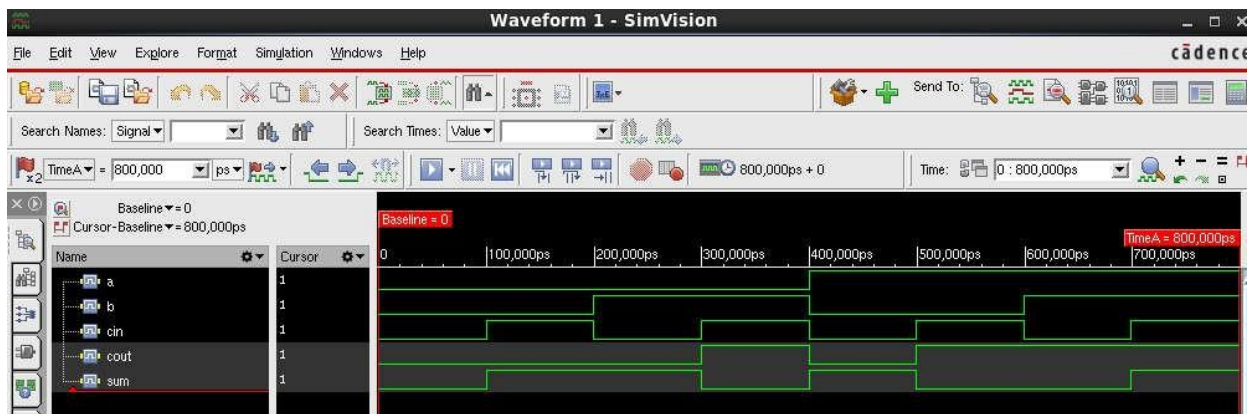 Waveform 1 - SimVision
File Edit View Explore Format Simulation Windows Help cādence
Send To:
Search Names: Signal Search Times: Value
x2 TimeA = 800,000 ps 800,000ps + 0 Time: 0 : 800,000ps
Baseline = 0
Cursor-Baseline = 800,000ps
Baseline = 0
TimeA = 800,000ps
Name Cursor 0 100,000ps 200,000ps 300,000ps 400,000ps 500,000ps 600,000ps 700,000ps
a 1
b 1
cin 1
cout 1
sum 1